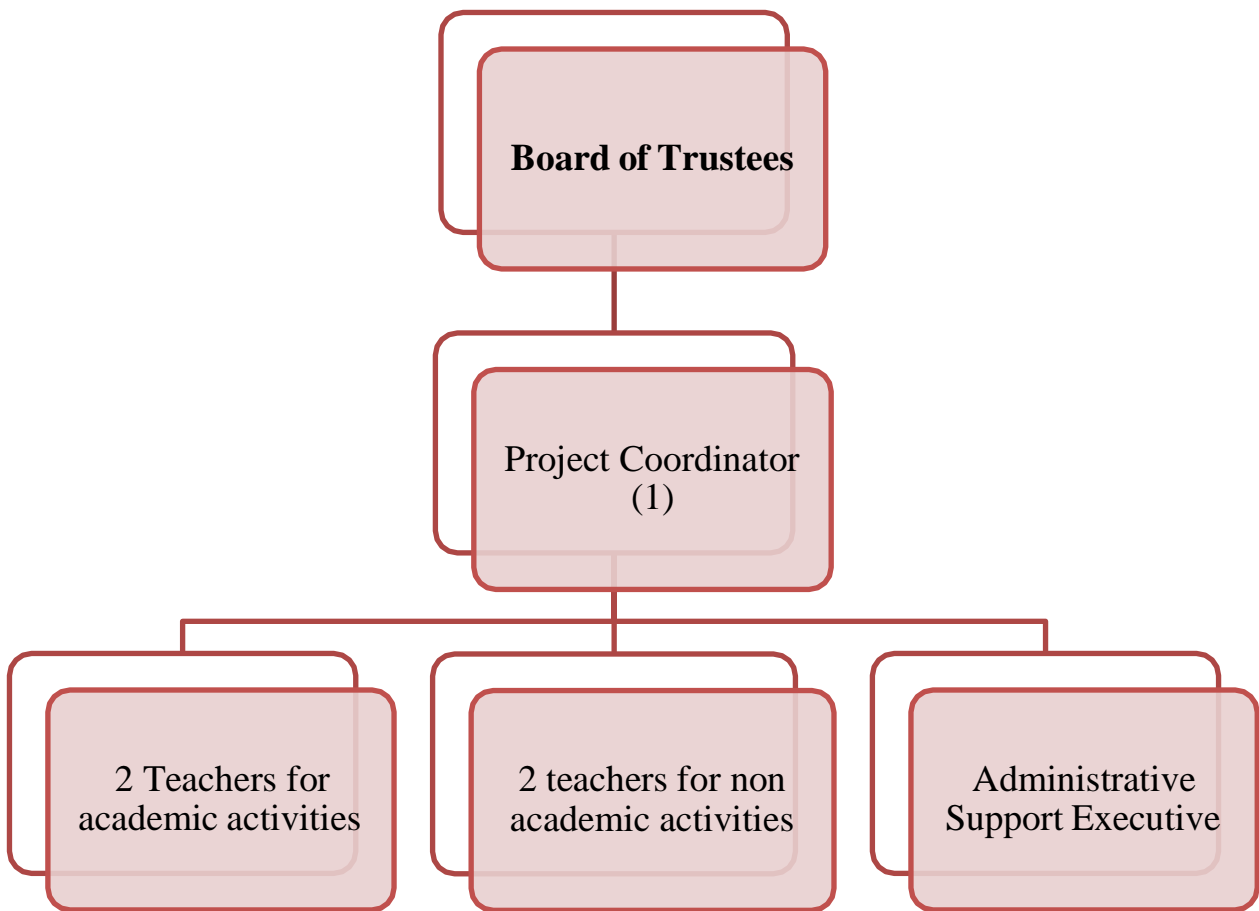 Board of Trustees
Project Coordinator
(1)
2 Teachers for
academic activities
2 teachers for non
academic activities
Administrative
Support Executive